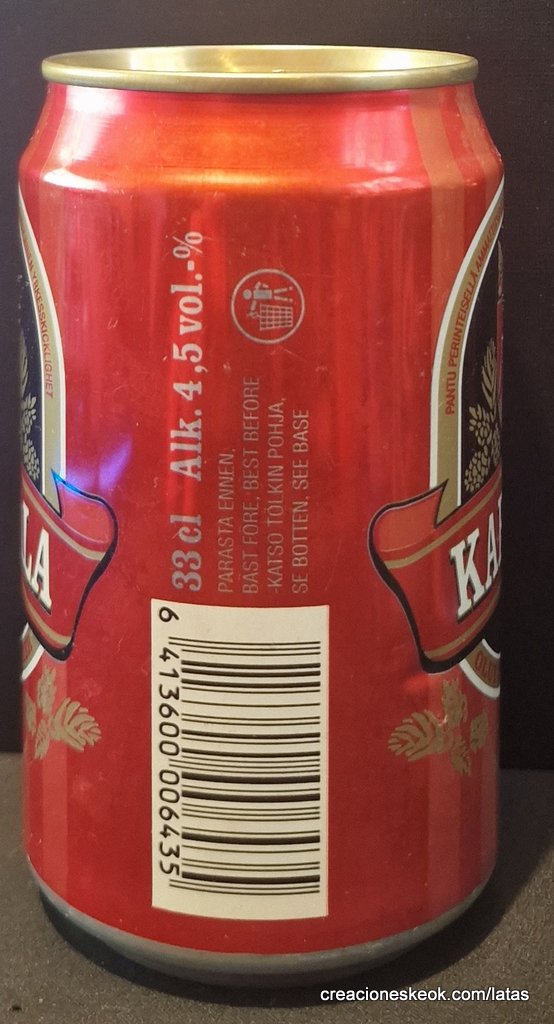 33 cl Alk. 4,5 vol.-%
PARASTA ENNEN,
BÄST FÖRE, BEST BEFORE
-KATSO TÖLKIN POHJA,
SE BOTTEN, SEE BASE
6 413600 006435
LA
KA
PANTU PERINTEISELLÄ
creacioneskeok.com/latas